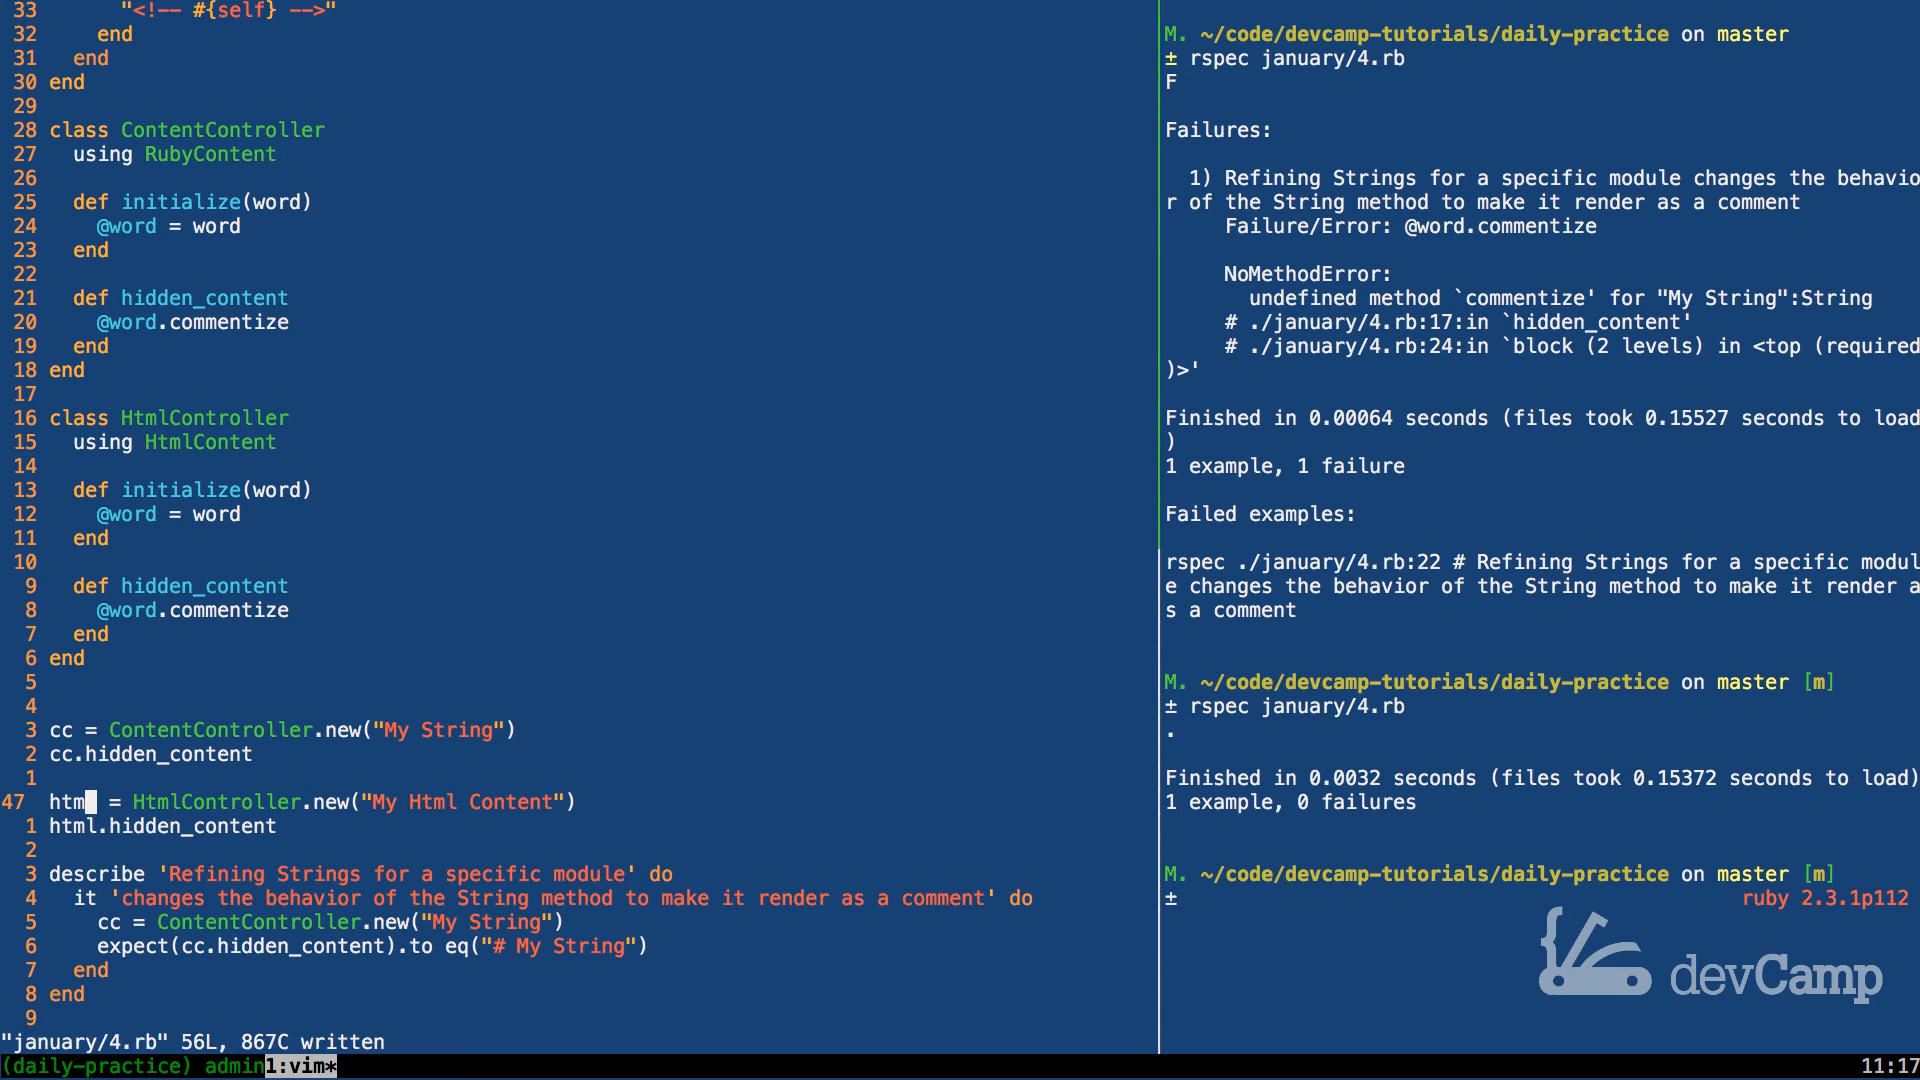 33       "<!-- #{self} -->"
32     end
31   end
30 end
29
28 class ContentController
27   using RubyContent
26
25   def initialize(word)
24     @word = word
23   end
22
21   def hidden_content
20     @word.commentize
19   end
18 end
17
16 class HtmlController
15   using HtmlContent
14
13   def initialize(word)
12     @word = word
11   end
10
9   def hidden_content
8     @word.commentize
7   end
6 end
5
4
3 cc = ContentController.new("My String")
2 cc.hidden_content
1
47  htm  = HtmlController.new("My Html Content")
1 html.hidden_content
2
3 describe 'Refining Strings for a specific module' do
4   it 'changes the behavior of the String method to make it render as a comment' do
5     cc = ContentController.new("My String")
6     expect(cc.hidden_content).to eq("# My String")
7   end
8 end
9
"january/4.rb" 56L, 867C written
(daily-practice) admin1:vim*
M. ~/code/devcamp-tutorials/daily-practice on master
± rspec january/4.rb
F
Failures:
1) Refining Strings for a specific module changes the behavio
r of the String method to make it render as a comment
Failure/Error: @word.commentize
NoMethodError:
undefined method `commentize' for "My String":String
# ./january/4.rb:17:in `hidden_content'
# ./january/4.rb:24:in `block (2 levels) in <top (required
)>'
Finished in 0.00064 seconds (files took 0.15527 seconds to load
)
1 example, 1 failure
Failed examples:
rspec ./january/4.rb:22 # Refining Strings for a specific modul
e changes the behavior of the String method to make it render a
s a comment
M. ~/code/devcamp-tutorials/daily-practice on master [m]
± rspec january/4.rb
.
Finished in 0.0032 seconds (files took 0.15372 seconds to load)
1 example, 0 failures
M. ~/code/devcamp-tutorials/daily-practice on master [m]
± ruby 2.3.1p112
devCamp
11:17